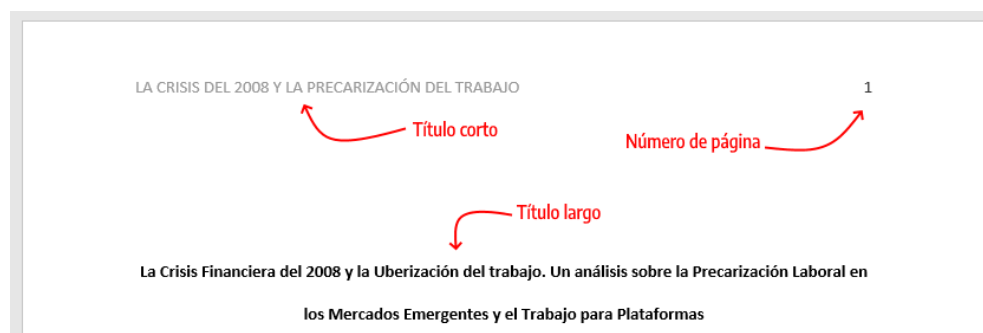 LA CRISIS DEL 2008 Y LA PRECARIZACIÓN DEL TRABAJO 1
Título corto
Número de página
Título largo
La Crisis Financiera del 2008 y la Uberización del trabajo. Un análisis sobre la Precarización Laboral en
los Mercados Emergentes y el Trabajo para Plataformas